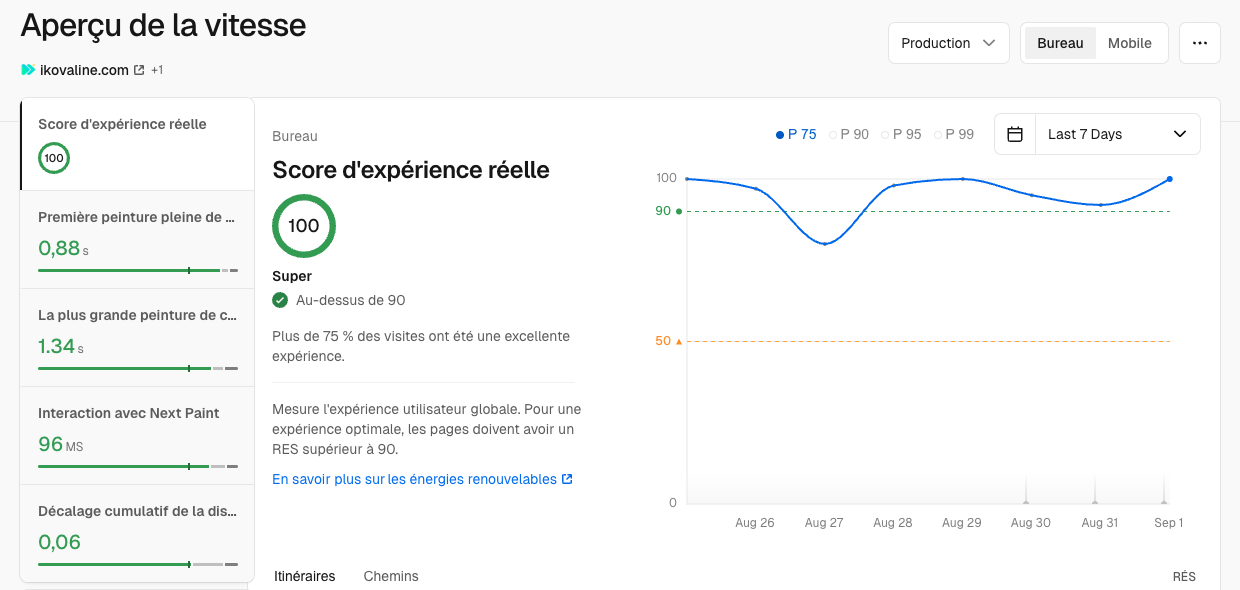 Aperçu de la vitesse
ikovaline.com +1
Production
Bureau Mobile
Score d'expérience réelle
100
Première peinture pleine de ...
0,88 s
La plus grande peinture de c...
1.34 s
Interaction avec Next Paint
96 MS
Décalage cumulatif de la dis...
0,06
Bureau
Score d'expérience réelle
100
Super
Au-dessus de 90
Plus de 75 % des visites ont été une excellente
expérience.
Mesure l'expérience utilisateur globale. Pour une
expérience optimale, les pages doivent avoir un
RES supérieur à 90.
En savoir plus sur les énergies renouvelables
P 75 P 90 P 95 P 99
Last 7 Days
100
90
50
0
Aug 26 Aug 27 Aug 28 Aug 29 Aug 30 Aug 31 Sep 1
Itinéraires Chemins
RÉS